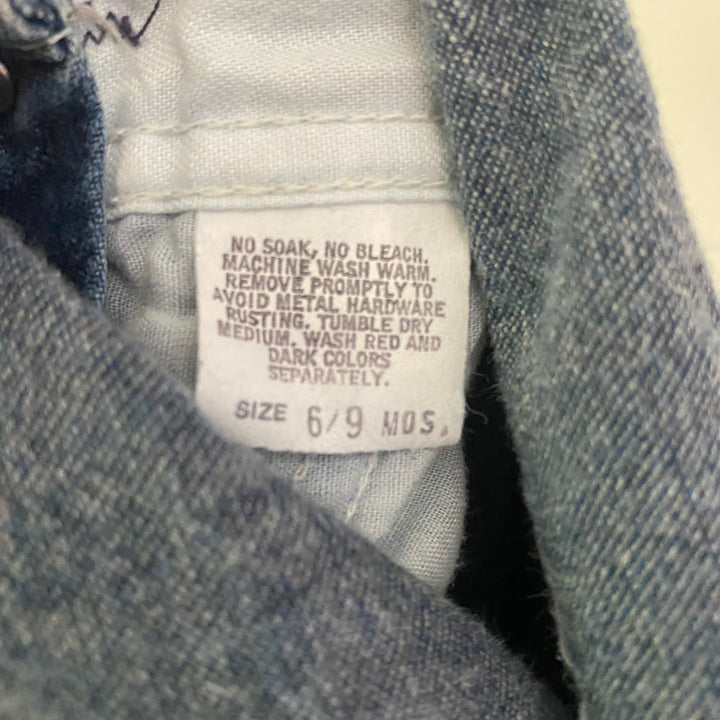 NO SOAK, NO BLEACH.
MACHINE WASH WARM.
REMOVE PROMPTLY TO
AVOID METAL HARDWARE
RUSTING. TUMBLE DRY
MEDIUM. WASH RED AND
DARK COLORS
SEPARATELY.
SIZE 6/9 MOS.